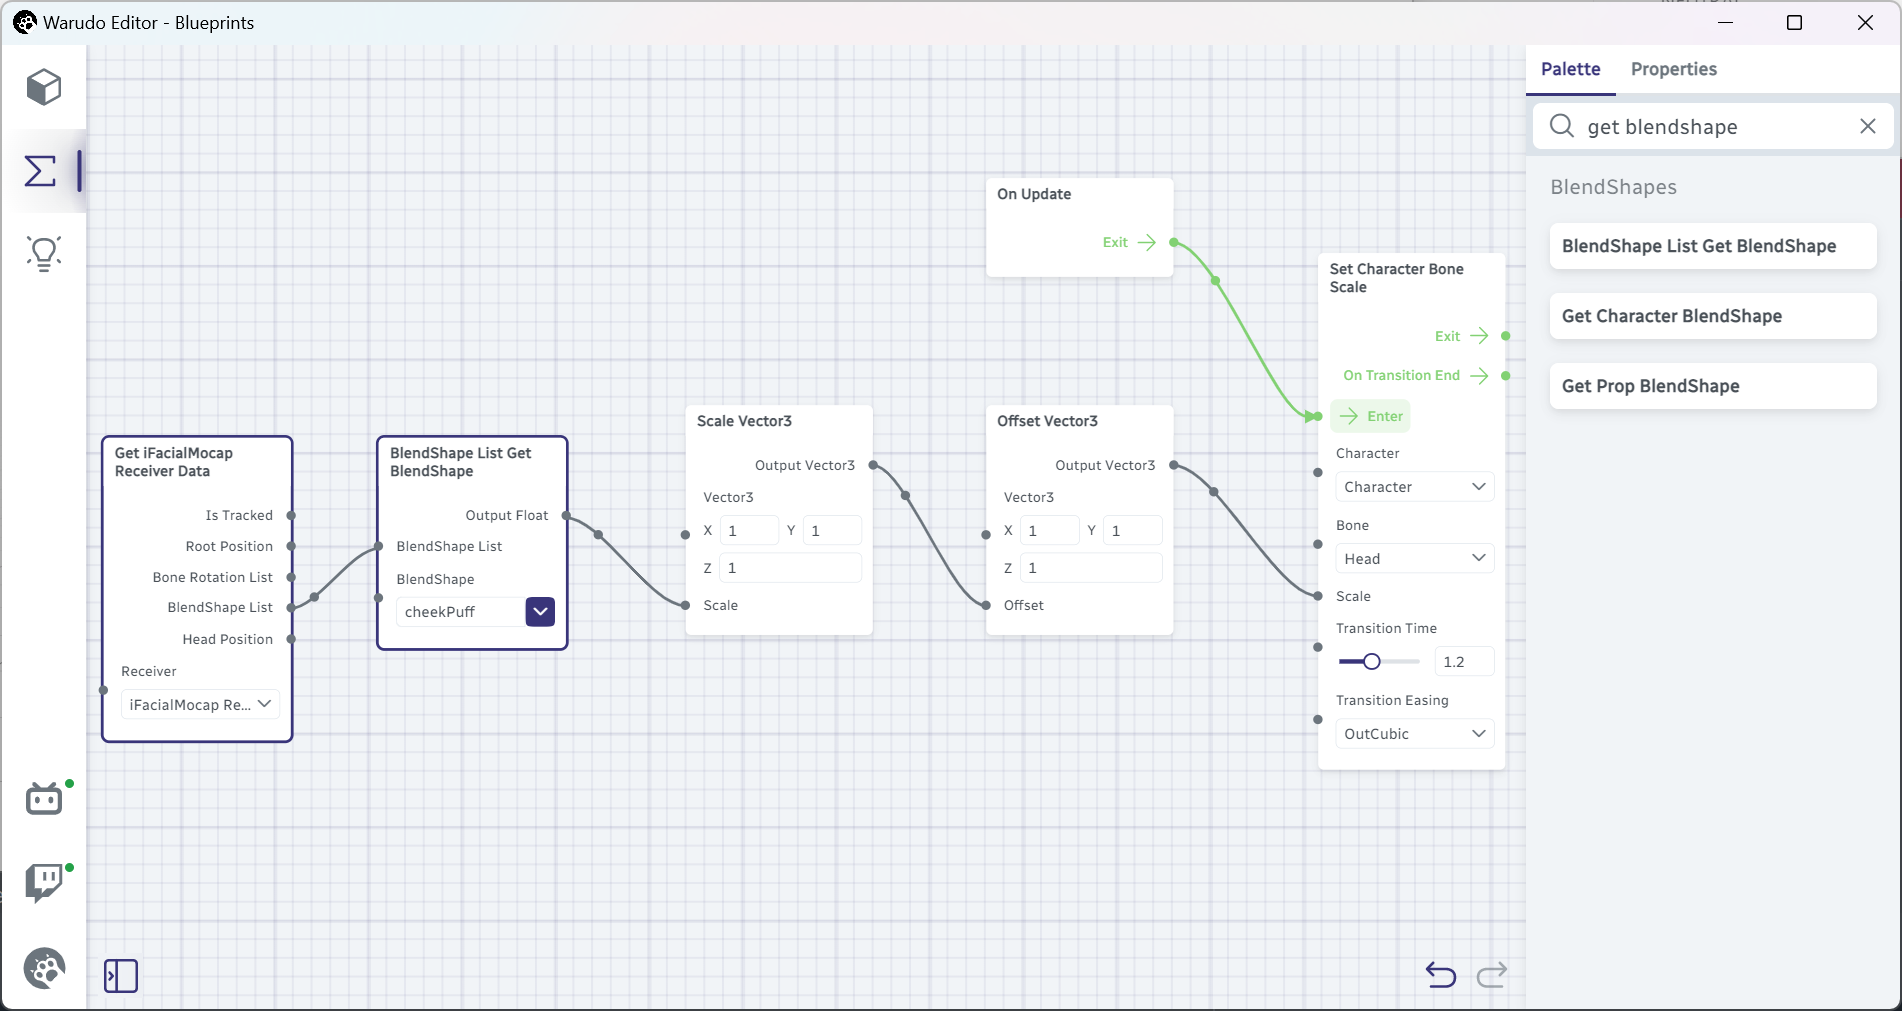 Warudo Editor - Blueprints
Palette
Properties
get blendshape
BlendShapes
BlendShape List Get BlendShape
Get Character BlendShape
Get Prop BlendShape
On Update
Exit
Set Character Bone
Scale
Exit
On Transition End
Enter
Character
Character
Bone
Head
Scale
Transition Time
1.2
Transition Easing
OutCubic
Get iFacialMocap
Receiver Data
Is Tracked
Root Position
Bone Rotation List
BlendShape List
Head Position
Receiver
iFacialMocap Re...
BlendShape List Get
BlendShape
Output Float
BlendShape List
BlendShape
cheekPuff
Scale Vector3
Output Vector3
Vector3
X 1 Y 1
Z 1
Scale
Offset Vector3
Output Vector3
Vector3
X 1 Y 1
Z 1
Offset